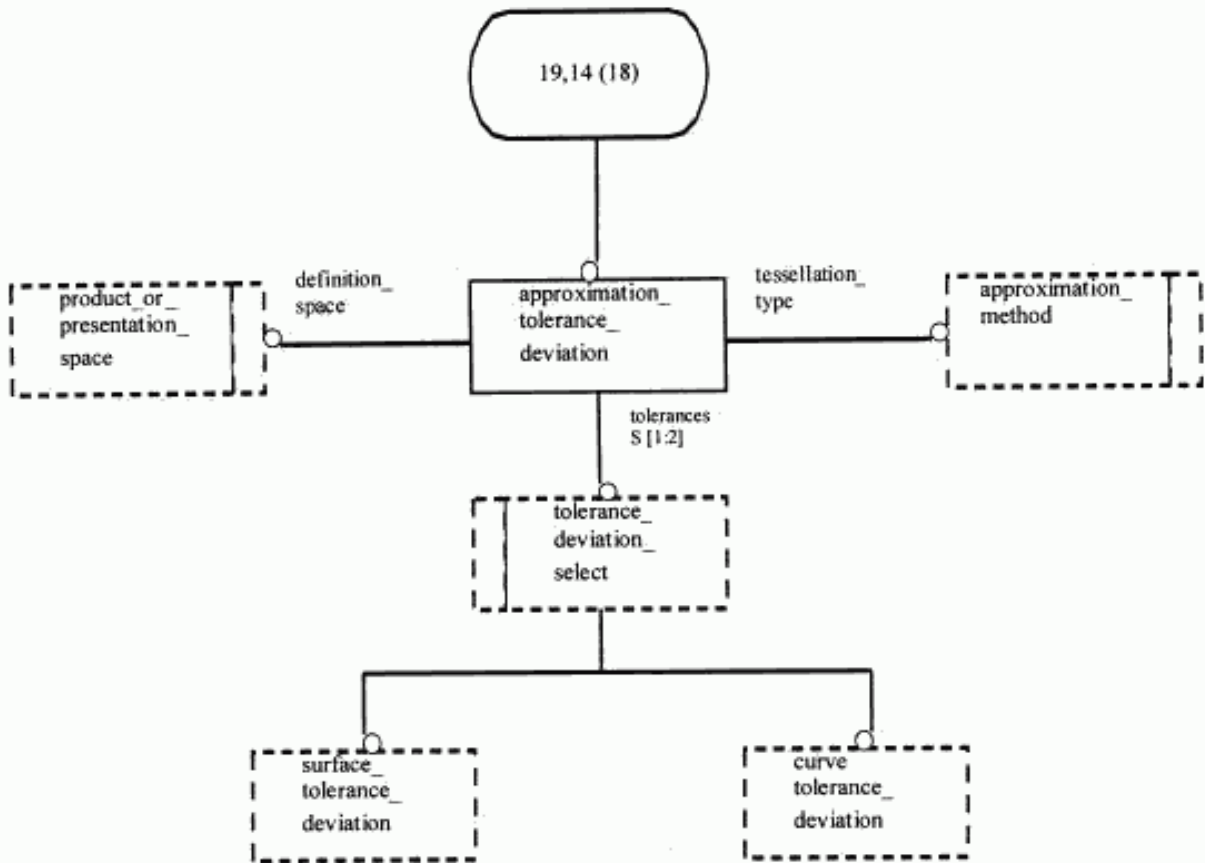 19,14 (18)
definition_
space
tessellation_
type
product_or_
presentation_
space
approximation_
tolerance_
deviation
approximation_
method
tolerances
S [1:2]
tolerance_
deviation_
select
surface_
tolerance_
deviation
curve
tolerance_
deviation